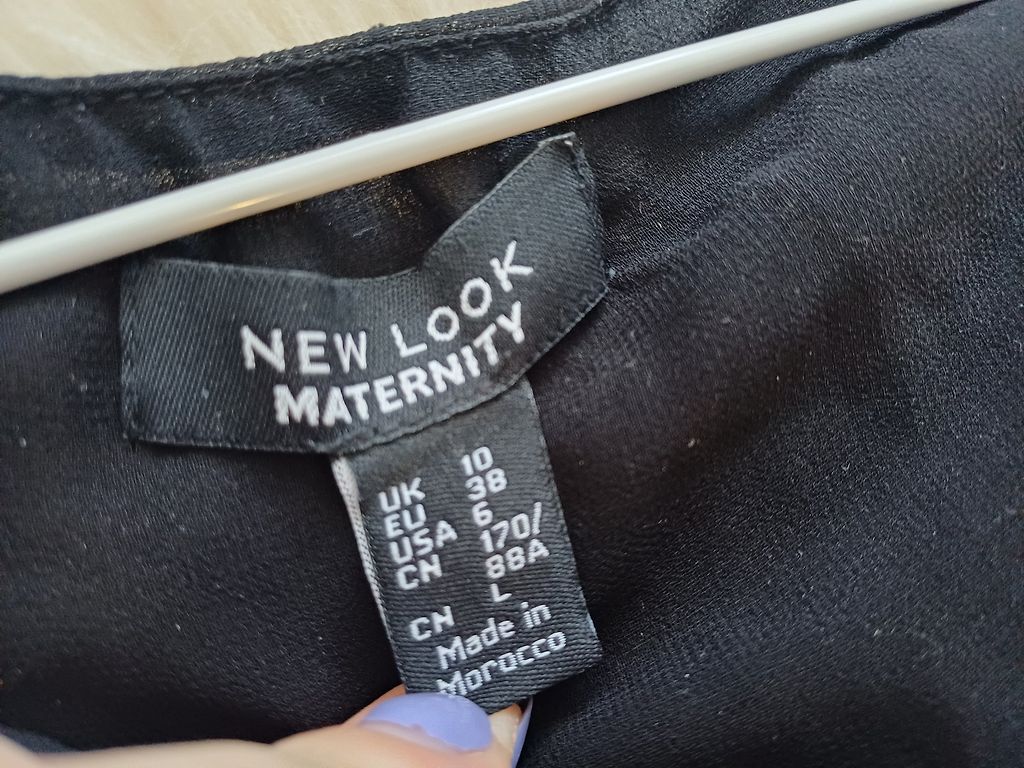 NEW LOOK
MATERNITY
UK 10
EU 38
USA 6
CN 170/
88A
CN L
Made in
Morocco